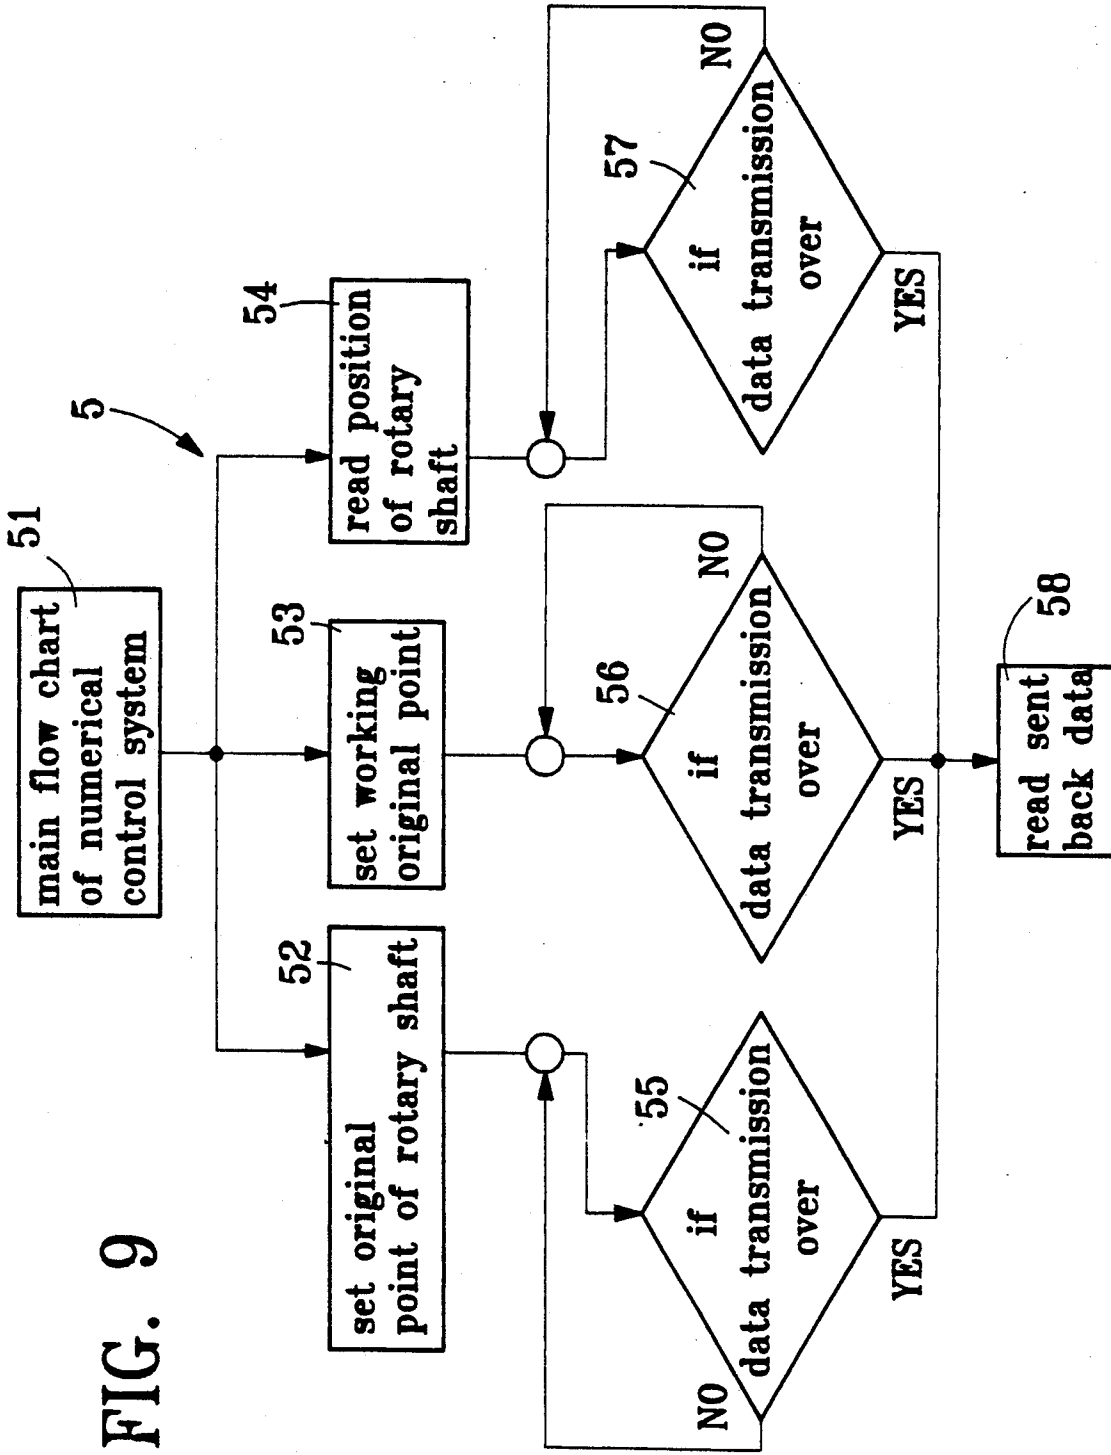 FIG. 9
main flow chart
of numerical
control system
51
5
set original
point of rotary shaft
52
set working
original point
53
read position
of rotary
shaft
54
if
data transmission
over
55
NO
YES
if
data transmission
over
56
NO
YES
if
data transmission
over
57
NO
YES
read sent
back data
58